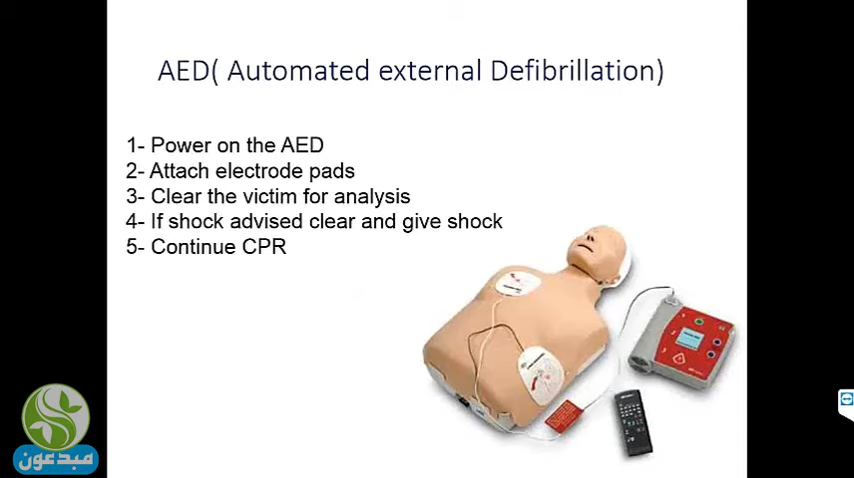 AED( Automated external Defibrillation)
1- Power on the AED
2- Attach electrode pads
3- Clear the victim for analysis
4- If shock advised clear and give shock
5- Continue CPR
مبدعون